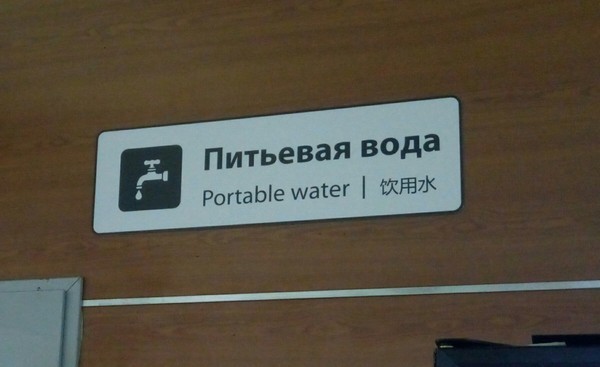 Питьевая вода
Portable water | 饮用水